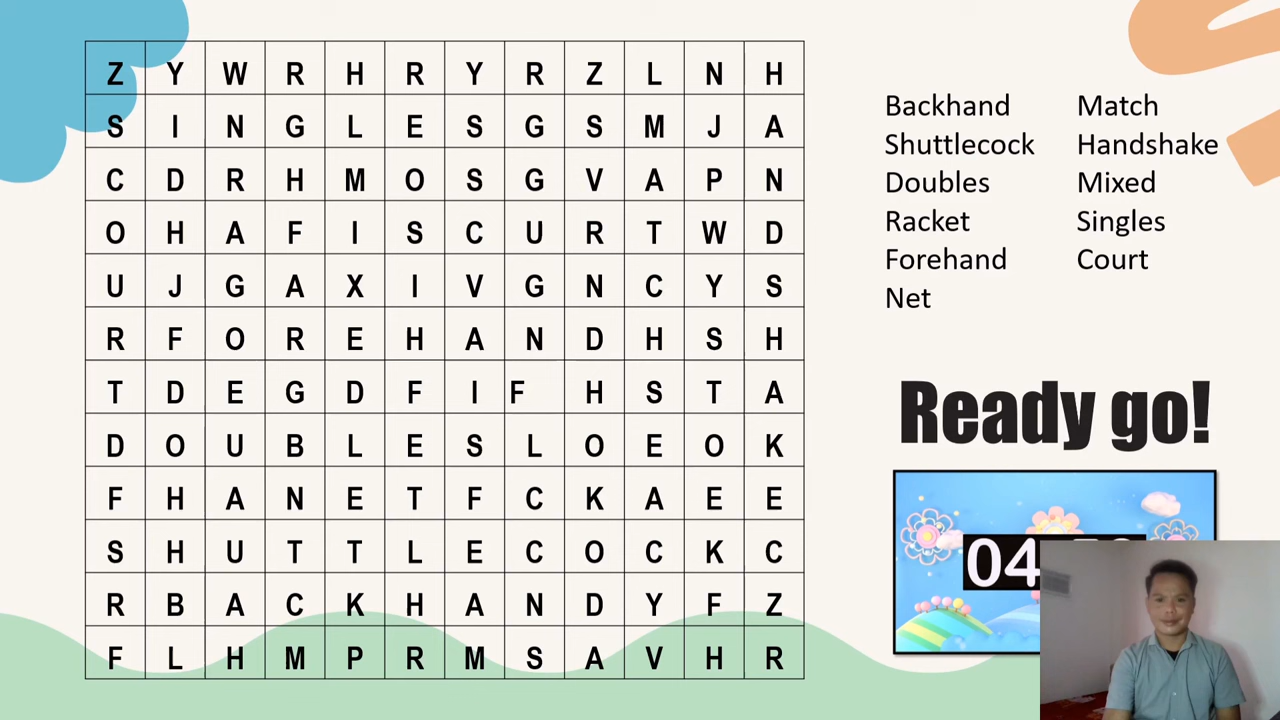 Z Y W R H R Y R Z L N H
S I N G L E S G S M J A
C D R H M O S G V A P N
O H A F I S C U R T W D
U J G A X I V G N C Y S
R F O R E H A N D H S H
T D E G D F I F H S T A
D O U B L E S L O E O K
F H A N E T F C K A E E
S H U T T L E C O C K C
R B A C K H A N D Y F Z
F L H M P R M S A V H R
Backhand
Shuttlecock
Doubles
Racket
Forehand
Net
Match
Handshake
Mixed
Singles
Court
Ready go!
04